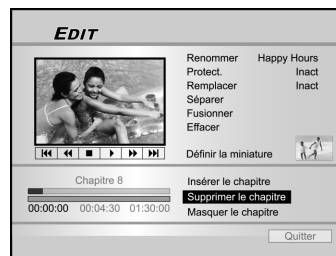 EDIT
Renommer Happy Hours
Protect. Inact
Remplacer Inact
Séparer
Fusionner
Effacer
Définir la miniature
Chapitre 8
00:00:00 00:04:30 01:30:00
Insérer le chapitre
Supprimer le chapitre
Masquer le chapitre
Quitter